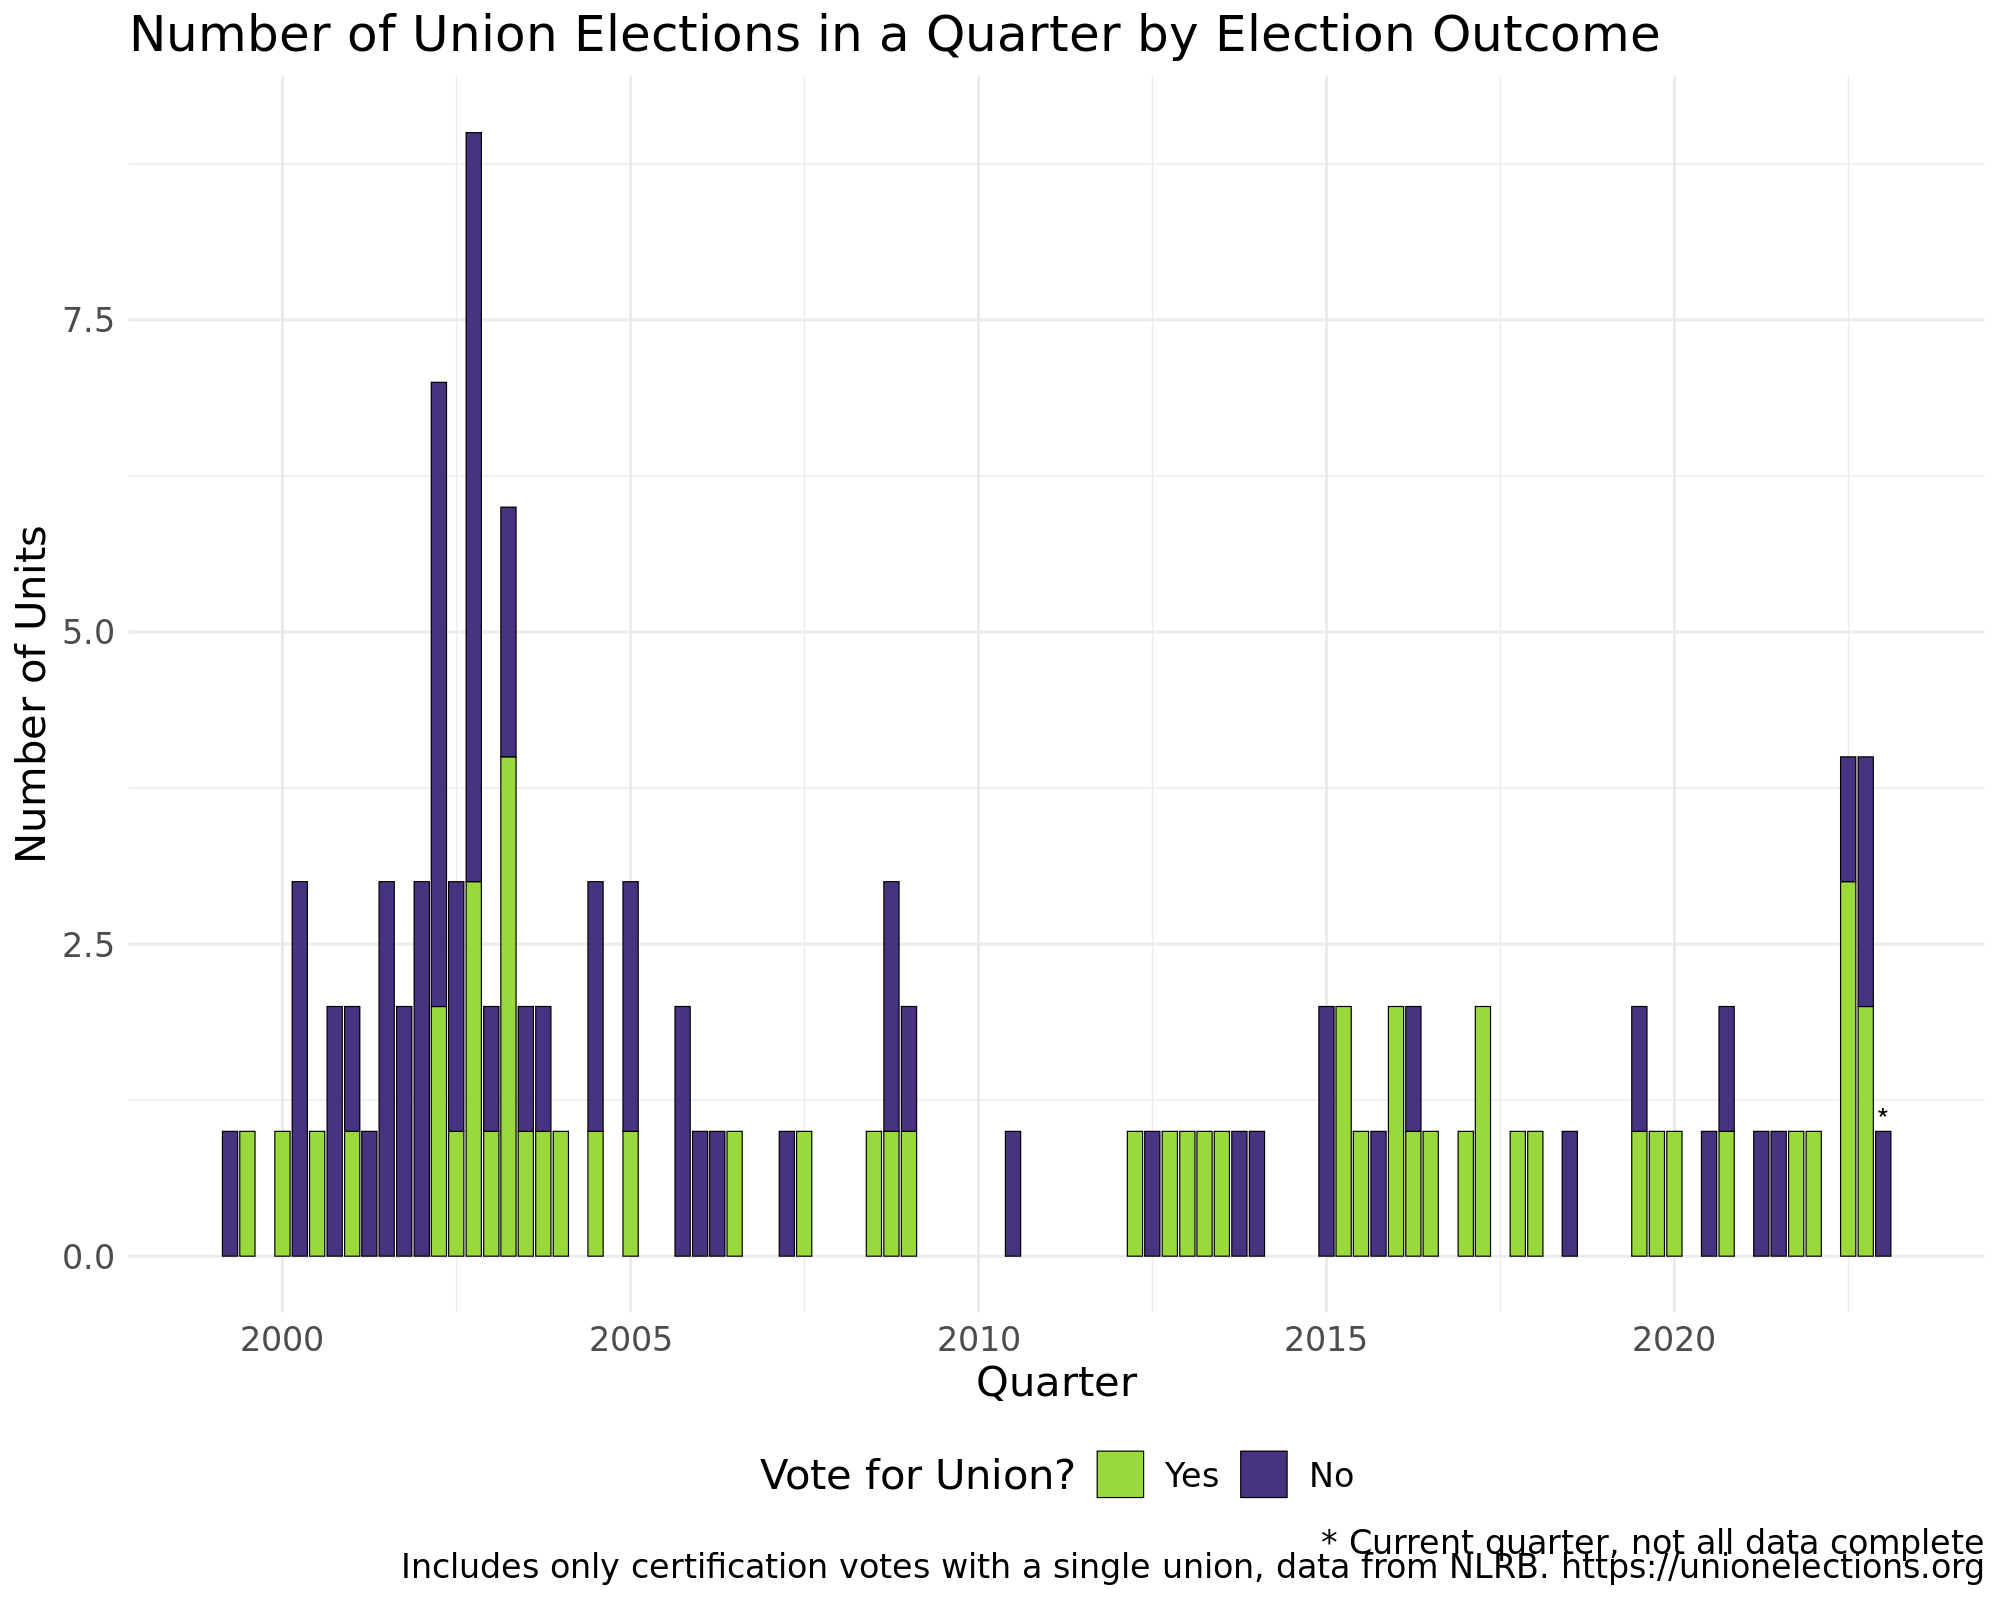 Number of Union Elections in a Quarter by Election Outcome
Number of Units
7.5
5.0
2.5
0.0
*
2000 2005 2010 2015 2020
Quarter
Vote for Union? Yes No
* Current quarter, not all data complete
Includes only certification votes with a single union, data from NLRB. https://unionelections.org